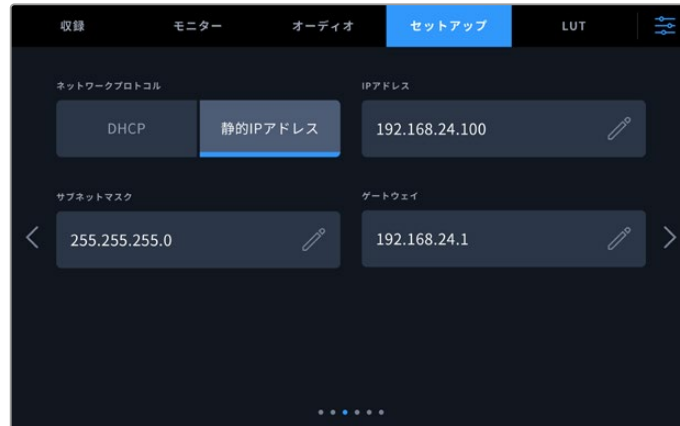 収録 モニター オーディオ セットアップ LUT
ネットワークプロトコル IPアドレス
DHCP 静的IPアドレス 192.168.24.100
サブネットマスク ゲートウェイ
255.255.255.0 192.168.24.1